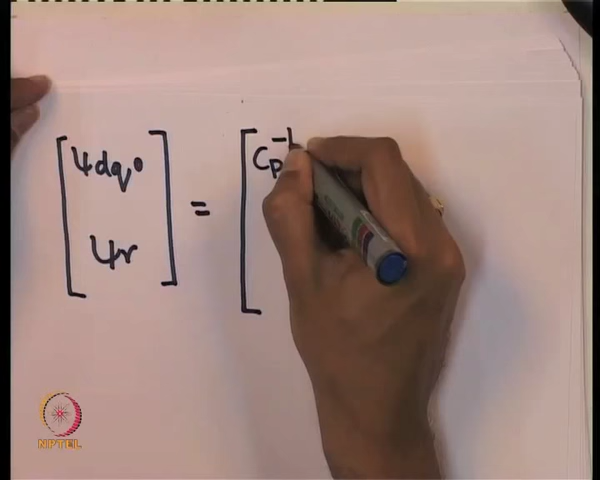 [ψdq0] = [Cp⁻¹
[ψr]
NPTEL